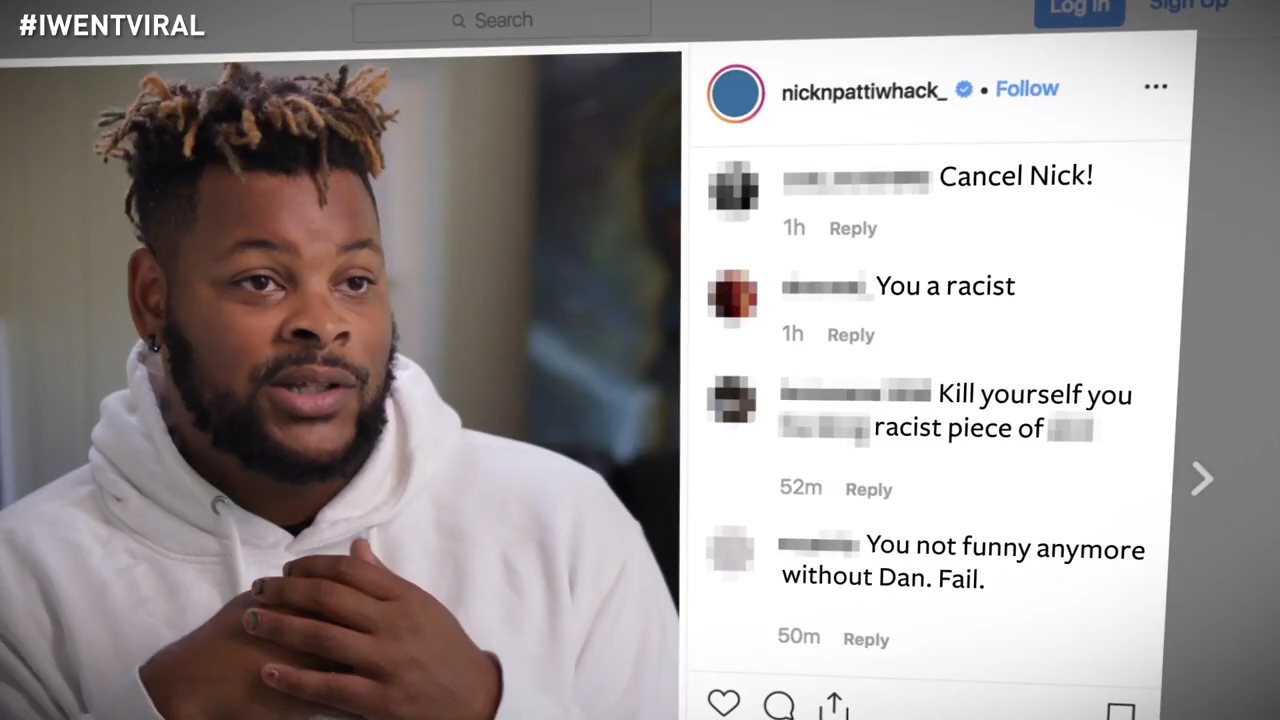 #IWENTVIRAL
Search
Log In
Sign Up
nicknpattiwhack_ • Follow
Cancel Nick!
1h Reply
You a racist
1h Reply
Kill yourself you
racist piece of
52m Reply
You not funny anymore
without Dan. Fail.
50m Reply